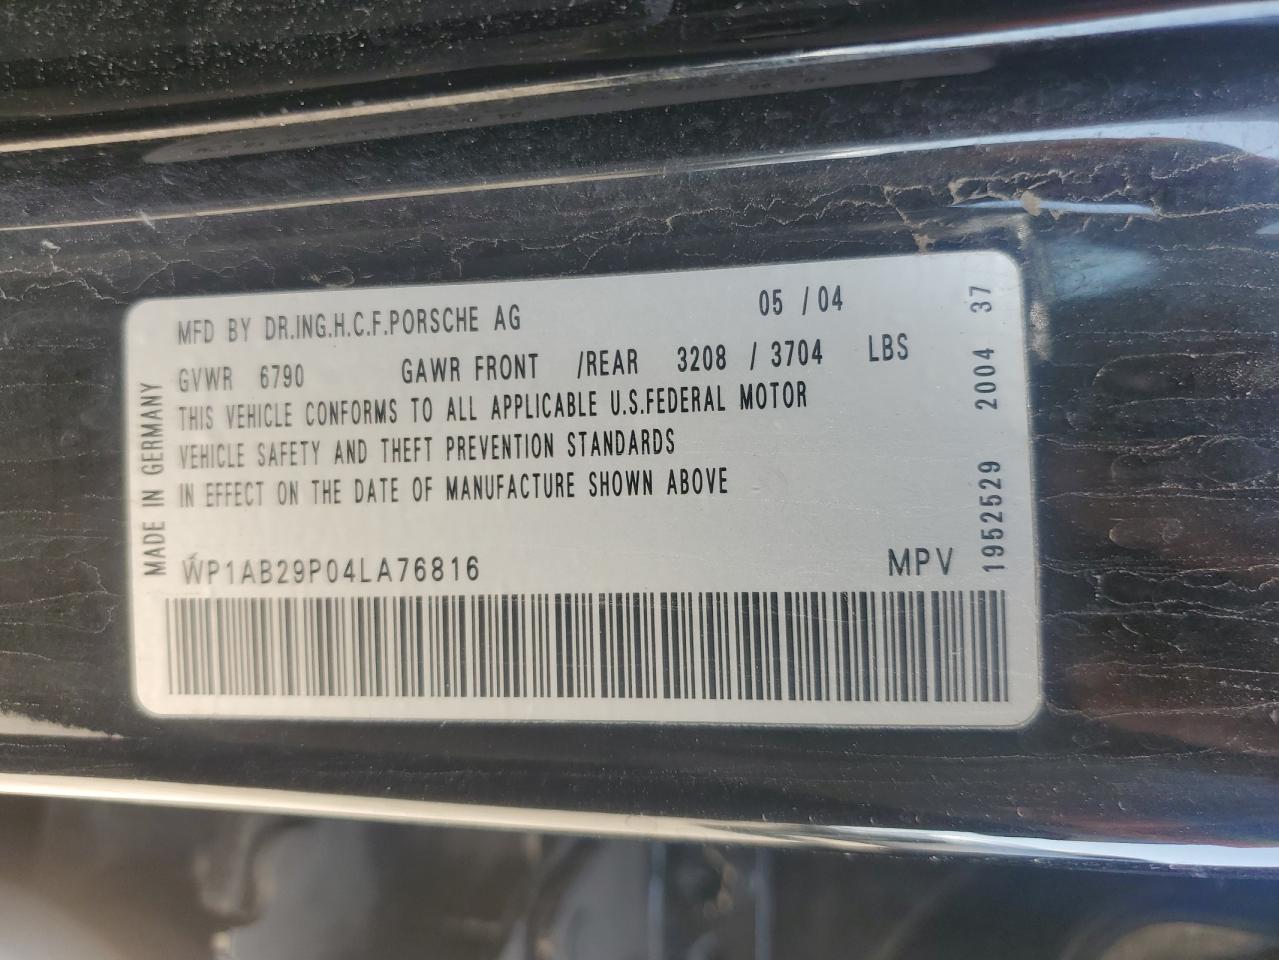 MFD BY DR.ING.H.C.F.PORSCHE AG 05 / 04
GVWR 6790 GAWR FRONT /REAR 3208 / 3704 LBS
THIS VEHICLE CONFORMS TO ALL APPLICABLE U.S.FEDERAL MOTOR
VEHICLE SAFETY AND THEFT PREVENTION STANDARDS
IN EFFECT ON THE DATE OF MANUFACTURE SHOWN ABOVE
WP1AB29P04LA76816 MPV
MADE IN GERMANY
1952529 2004 37